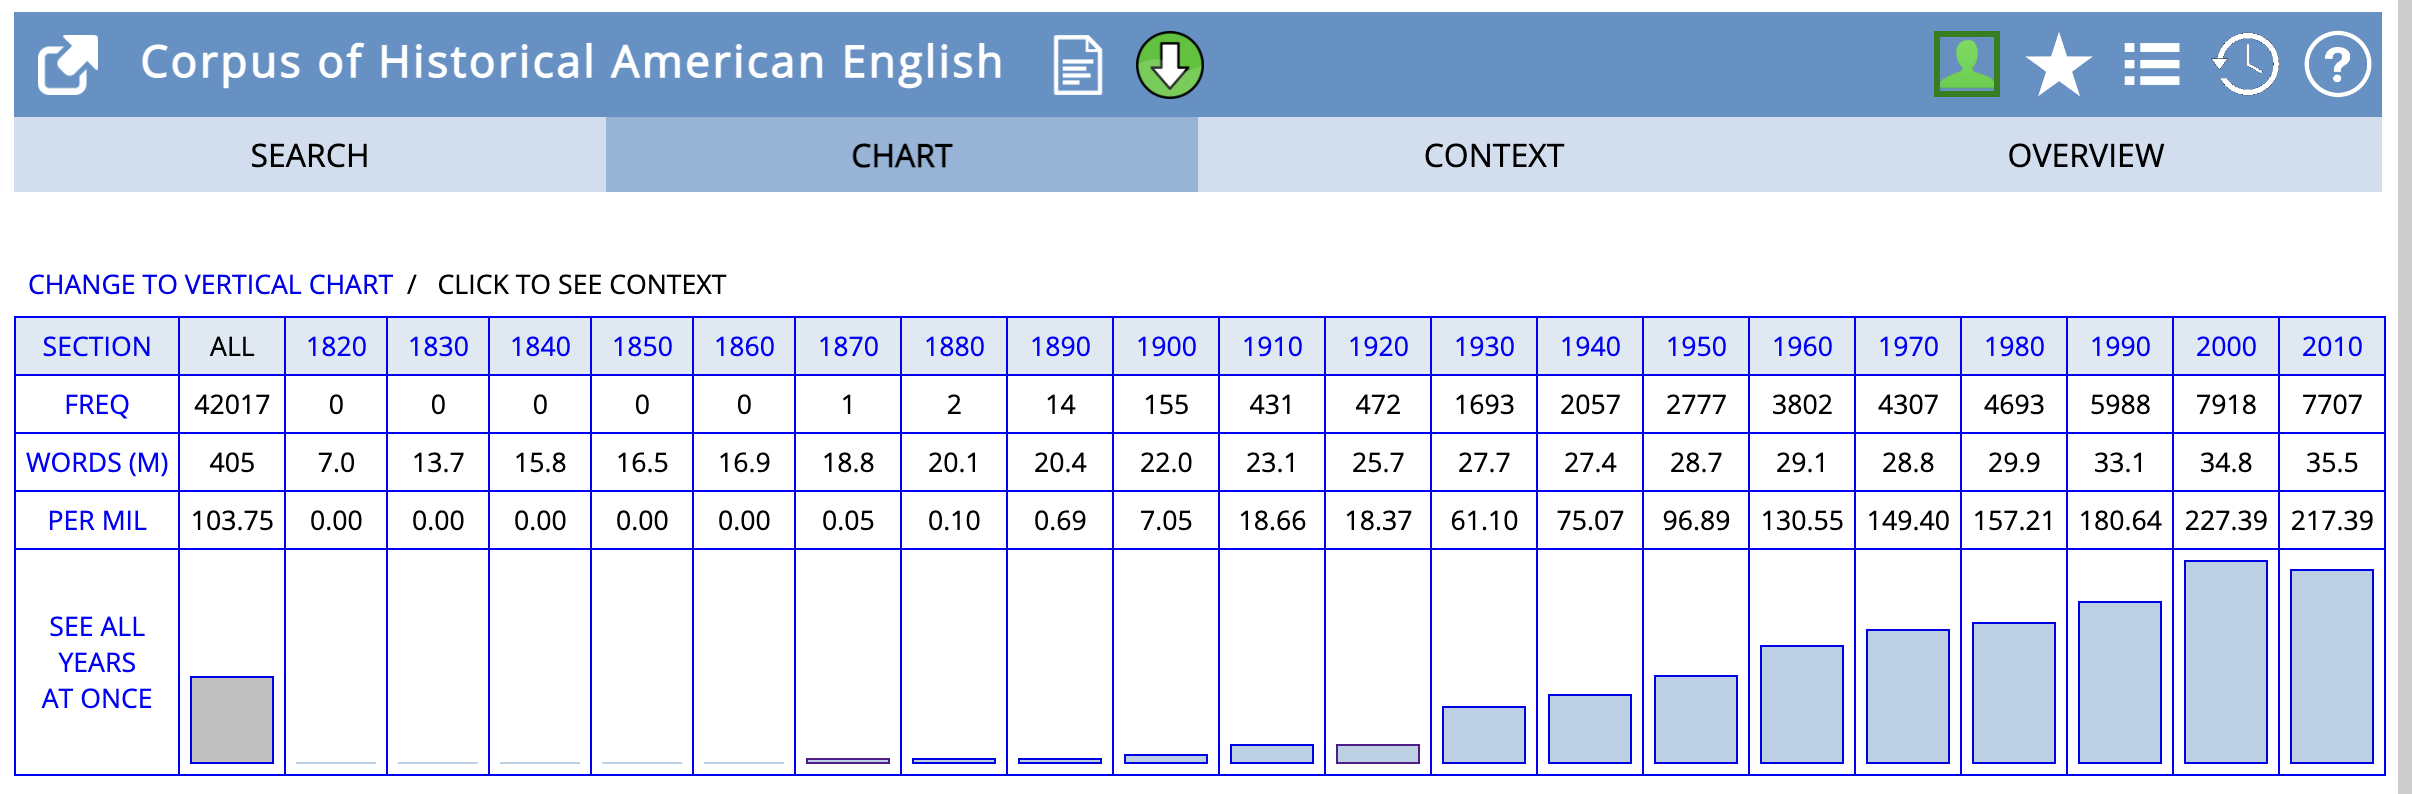 Corpus of Historical American English
SEARCH CHART CONTEXT OVERVIEW
CHANGE TO VERTICAL CHART / CLICK TO SEE CONTEXT
SECTION ALL 1820 1830 1840 1850 1860 1870 1880 1890 1900 1910 1920 1930 1940 1950 1960 1970 1980 1990 2000 2010
FREQ 42017 0 0 0 0 0 1 2 14 155 431 472 1693 2057 2777 3802 4307 4693 5988 7918 7707
WORDS (M) 405 7.0 13.7 15.8 16.5 16.9 18.8 20.1 20.4 22.0 23.1 25.7 27.7 27.4 28.7 29.1 28.8 29.9 33.1 34.8 35.5
PER MIL 103.75 0.00 0.00 0.00 0.00 0.00 0.05 0.10 0.69 7.05 18.66 18.37 61.10 75.07 96.89 130.55 149.40 157.21 180.64 227.39 217.39
SEE ALL
YEARS
AT ONCE